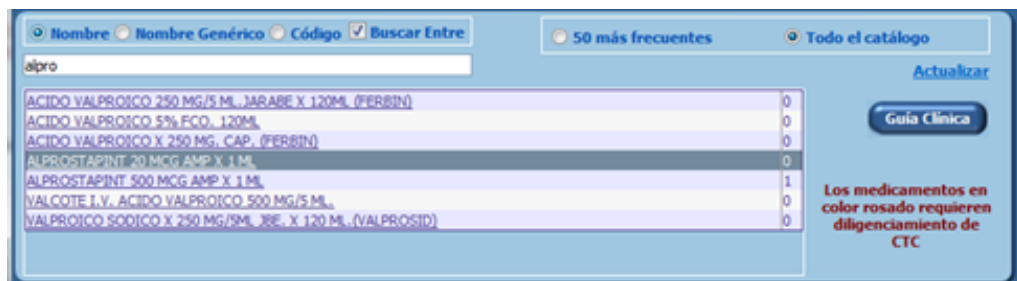 Nombre Nombre Genérico Código Buscar Entre
50 más frecuentes Todo el catálogo
alpro
Actualizar
ACIDO VALPROICO 250 MG/5 ML.JARABE X 120ML (FERBIN) 0
ACIDO VALPROICO 5% FCO. 120ML 0
ACIDO VALPROICO X 250 MG. CAP. (FERBIN) 0
ALPROSTAPINT 20 MCG AMP X 1 ML 0
ALPROSTAPINT 500 MCG AMP X 1 ML 1
VALCOTE I.V. ACIDO VALPROICO 500 MG/5 ML. 0
VALPROICO SODICO X 250 MG/5ML JBE. X 120 ML.(VALPROSID) 0
Guía Clínica
Los medicamentos en
color rosado requieren
diligenciamiento de
CTC